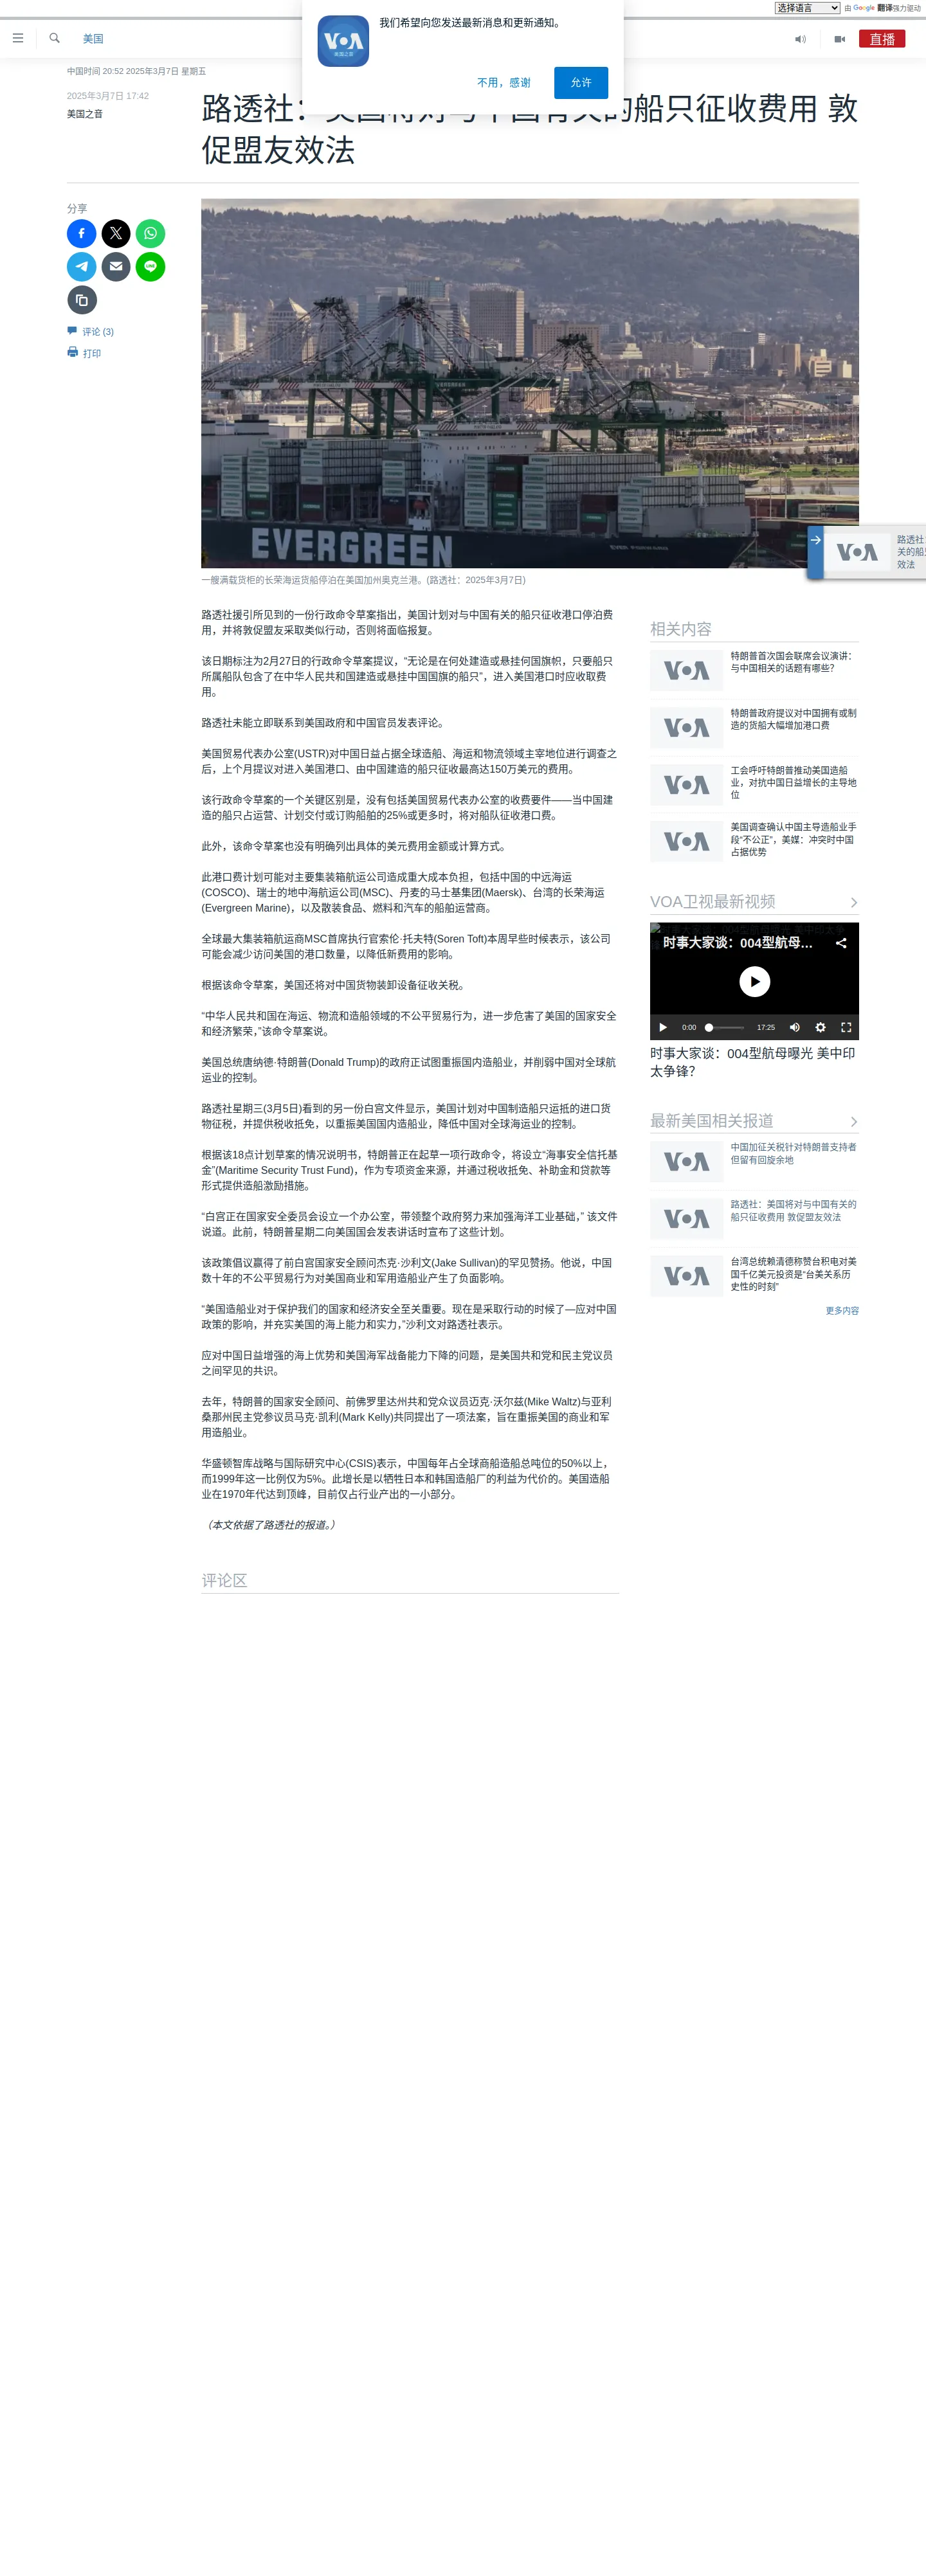 选择语言
由 Google 翻译强力驱动
我们希望向您发送最新消息和更新通知。
VOA
美国之音
不用，感谢
允许
美国
直播
中国时间 20:52 2025年3月7日 星期五
2025年3月7日 17:42
美国之音
路透社：美国将对与中国有关的船只征收费用 敦
促盟友效法
分享
评论 (3)
打印
EVERGREEN
一艘满载货柜的长荣海运货船停泊在美国加州奥克兰港。(路透社：2025年3月7日)
VOA
路透社
关的船
效法
路透社援引所见到的一份行政命令草案指出，美国计划对与中国有关的船只征收港口停泊费
用，并将敦促盟友采取类似行动，否则将面临报复。
该日期标注为2月27日的行政命令草案提议，“无论是在何处建造或悬挂何国旗帜，只要船只
所属船队包含了在中华人民共和国建造或悬挂中国国旗的船只”，进入美国港口时应收取费
用。
路透社未能立即联系到美国政府和中国官员发表评论。
美国贸易代表办公室(USTR)对中国日益占据全球造船、海运和物流领域主宰地位进行调查之
后，上个月提议对进入美国港口、由中国建造的船只征收最高达150万美元的费用。
该行政命令草案的一个关键区别是，没有包括美国贸易代表办公室的收费要件——当中国建
造的船只占运营、计划交付或订购船舶的25%或更多时，将对船队征收港口费。
此外，该命令草案也没有明确列出具体的美元费用金额或计算方式。
此港口费计划可能对主要集装箱航运公司造成重大成本负担，包括中国的中远海运
(COSCO)、瑞士的地中海航运公司(MSC)、丹麦的马士基集团(Maersk)、台湾的长荣海运
(Evergreen Marine)，以及散装食品、燃料和汽车的船舶运营商。
全球最大集装箱航运商MSC首席执行官索伦·托夫特(Soren Toft)本周早些时候表示，该公司
可能会减少访问美国的港口数量，以降低新费用的影响。
根据该命令草案，美国还将对中国货物装卸设备征收关税。
“中华人民共和国在海运、物流和造船领域的不公平贸易行为，进一步危害了美国的国家安全
和经济繁荣，”该命令草案说。
美国总统唐纳德·特朗普(Donald Trump)的政府正试图重振国内造船业，并削弱中国对全球航
运业的控制。
路透社星期三(3月5日)看到的另一份白宫文件显示，美国计划对中国制造船只运抵的进口货
物征税，并提供税收抵免，以重振美国国内造船业，降低中国对全球海运业的控制。
根据该18点计划草案的情况说明书，特朗普正在起草一项行政命令，将设立“海事安全信托基
金”(Maritime Security Trust Fund)，作为专项资金来源，并通过税收抵免、补助金和贷款等
形式提供造船激励措施。
“白宫正在国家安全委员会设立一个办公室，带领整个政府努力来加强海洋工业基础，” 该文件
说道。此前，特朗普星期二向美国国会发表讲话时宣布了这些计划。
该政策倡议赢得了前白宫国家安全顾问杰克·沙利文(Jake Sullivan)的罕见赞扬。他说，中国
数十年的不公平贸易行为对美国商业和军用造船业产生了负面影响。
“美国造船业对于保护我们的国家和经济安全至关重要。现在是采取行动的时候了—应对中国
政策的影响，并充实美国的海上能力和实力，”沙利文对路透社表示。
应对中国日益增强的海上优势和美国海军战备能力下降的问题，是美国共和党和民主党议员
之间罕见的共识。
去年，特朗普的国家安全顾问、前佛罗里达州共和党众议员迈克·沃尔兹(Mike Waltz)与亚利
桑那州民主党参议员马克·凯利(Mark Kelly)共同提出了一项法案，旨在重振美国的商业和军
用造船业。
华盛顿智库战略与国际研究中心(CSIS)表示，中国每年占全球商船造船总吨位的50%以上，
而1999年这一比例仅为5%。此增长是以牺牲日本和韩国造船厂的利益为代价的。美国造船
业在1970年代达到顶峰，目前仅占行业产出的一小部分。
（本文依据了路透社的报道。）
评论区
相关内容
VOA
特朗普首次国会联席会议演讲：
与中国相关的话题有哪些？
VOA
特朗普政府提议对中国拥有或制
造的货船大幅增加港口费
VOA
工会呼吁特朗普推动美国造船
业，对抗中国日益增长的主导地
位
VOA
美国调查确认中国主导造船业手
段“不公正”，美媒：冲突时中国
占据优势
VOA卫视最新视频
时事大家谈：004型航母…
0:00
17:25
时事大家谈：004型航母曝光 美中印
太争锋？
最新美国相关报道
VOA
中国加征关税针对特朗普支持者
但留有回旋余地
VOA
路透社：美国将对与中国有关的
船只征收费用 敦促盟友效法
VOA
台湾总统赖清德称赞台积电对美
国千亿美元投资是“台美关系历
史性的时刻”
更多内容